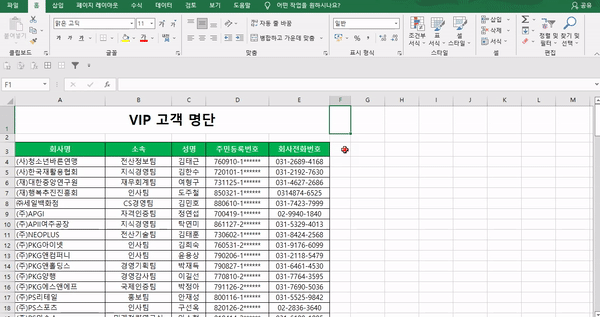 파일 홈 삽입 페이지 레이아웃 수식 데이터 검토 보기 도움말 어떤 작업을 원하시나요? 공유
맑은 고딕 11 자동 줄 바꿈 일반
붙여넣기 가 가 가 병합하고 가운데 맞춤 조건부 서식 표 서식 셀 스타일 삽입 삭제 서식 정렬 및 필터 찾기 및 선택
클립보드 글꼴 맞춤 표시 형식 스타일 셀 편집
F1 fx
A B C D E F G H I J K L M
1 VIP 고객 명단
2
3 회사명 소속 성명 주민등록번호 회사전화번호
4 (사)청소년바른연맹 전산정보팀 김태근 760910-1****** 031-2689-4168
5 (사)한국재활용협회 지식경영팀 김한수 720101-1****** 031-2192-7630
6 (재)대한중앙연구원 재무회계팀 여형구 731125-1****** 031-4627-2686
7 (재)행복추진진흥회 인사팀 도주철 850321-1****** 0314874-6525
8 ㈜세일백화점 CS경영팀 김민호 880610-1****** 031-7423-7999
9 (주)APGI 자격인증팀 정연섭 700419-1****** 02-9940-1840
10 (주)APII여주공장 지식경영팀 탁연미 861127-2****** 031-5329-4013
11 (주)NEOPLUS 전산기술팀 김태훈 730602-1****** 031-8424-2568
12 (주)PKG아이넷 인사팀 김희숙 760531-2****** 031-9176-6099
13 (주)PKG앤컴퍼니 인사팀 윤용상 790206-1****** 031-2118-5479
14 (주)PKG앤홀딩스 경영기획팀 박재득 790827-1****** 031-6461-4530
15 (주)PKG양행 경영감사팀 이길선 770810-2****** 031-7764-3595
16 (주)PKG에스앤에프 국제인증팀 박정아 791126-2****** 031-7690-5036
17 (주)PS리테일 홍보팀 안재성 800116-1****** 031-5525-9842
18 (주)PS스포츠 인사팀 구선옥 820126-2****** 02-2836-3640